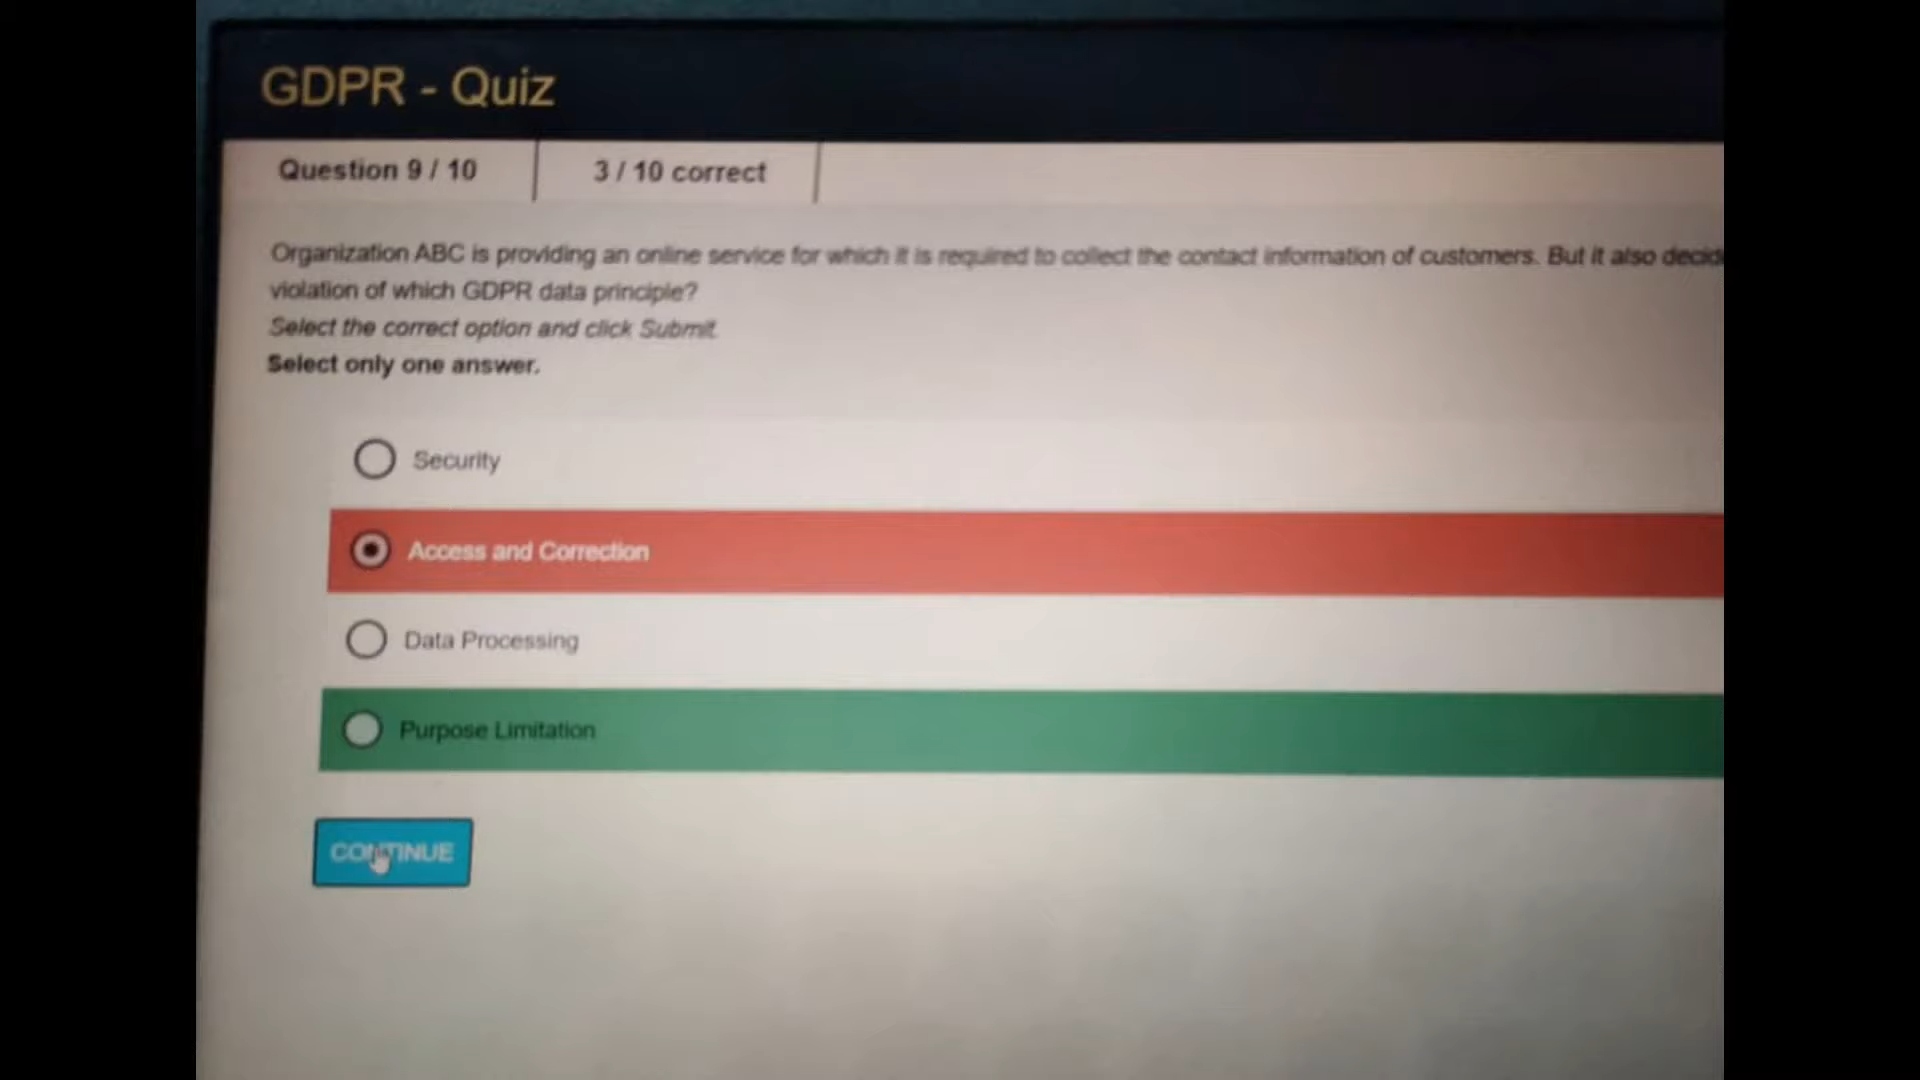 GDPR - Quiz
Question 9 / 10
3 / 10 correct
Organization ABC is providing an online service for which it is required to collect the contact information of customers. But it also
violation of which GDPR data principle?
Select the correct option and click Submit.
Select only one answer.
Security
Access and Correction
Data Processing
Purpose Limitation
CONTINUE